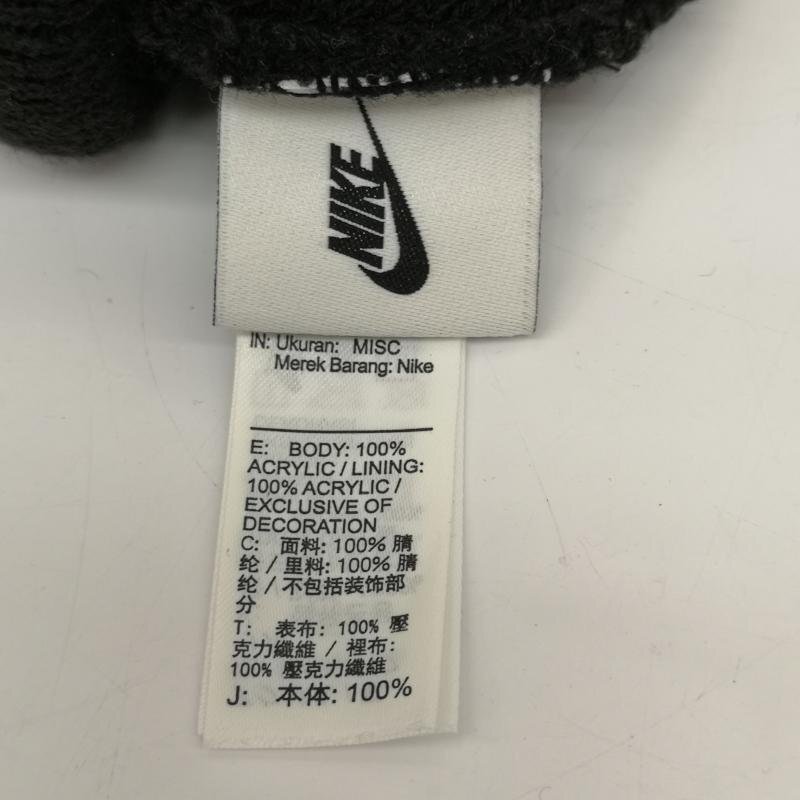 NIKE
IN: Ukuran: MISC
Merek Barang: Nike
E: BODY: 100%
ACRYLIC / LINING:
100% ACRYLIC /
EXCLUSIVE OF
DECORATION
C: 面料: 100% 腈
纶 / 里料: 100% 腈
纶 / 不包括装饰部
分
T: 表布: 100% 壓
克力纖維 / 裡布:
100% 壓克力纖維
J: 本体: 100%